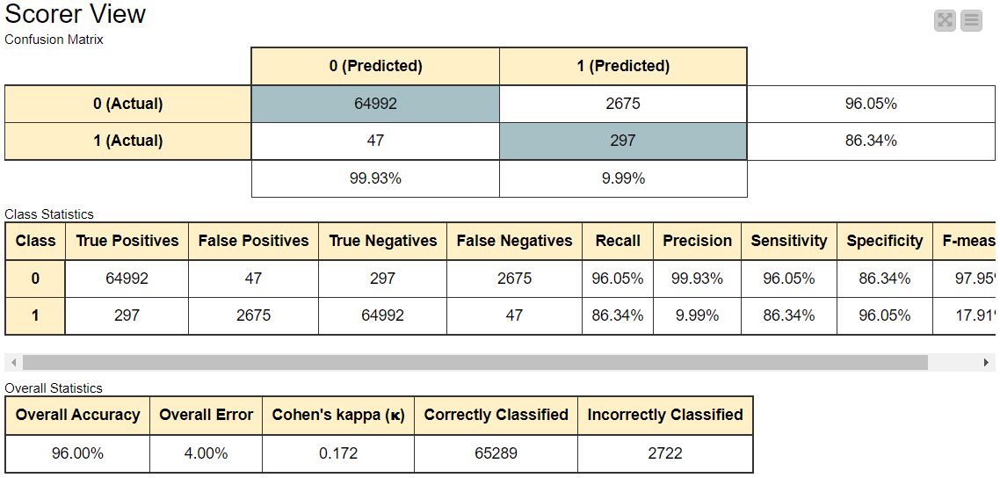 Scorer View
Confusion Matrix
0 (Predicted) 1 (Predicted)
0 (Actual) 64992 2675 96.05%
1 (Actual) 47 297 86.34%
99.93% 9.99%
Class Statistics
Class True Positives False Positives True Negatives False Negatives Recall Precision Sensitivity Specificity F-meas
0 64992 47 297 2675 96.05% 99.93% 96.05% 86.34% 97.95
1 297 2675 64992 47 86.34% 9.99% 86.34% 96.05% 17.91
Overall Statistics
Overall Accuracy Overall Error Cohen's kappa (κ) Correctly Classified Incorrectly Classified
96.00% 4.00% 0.172 65289 2722